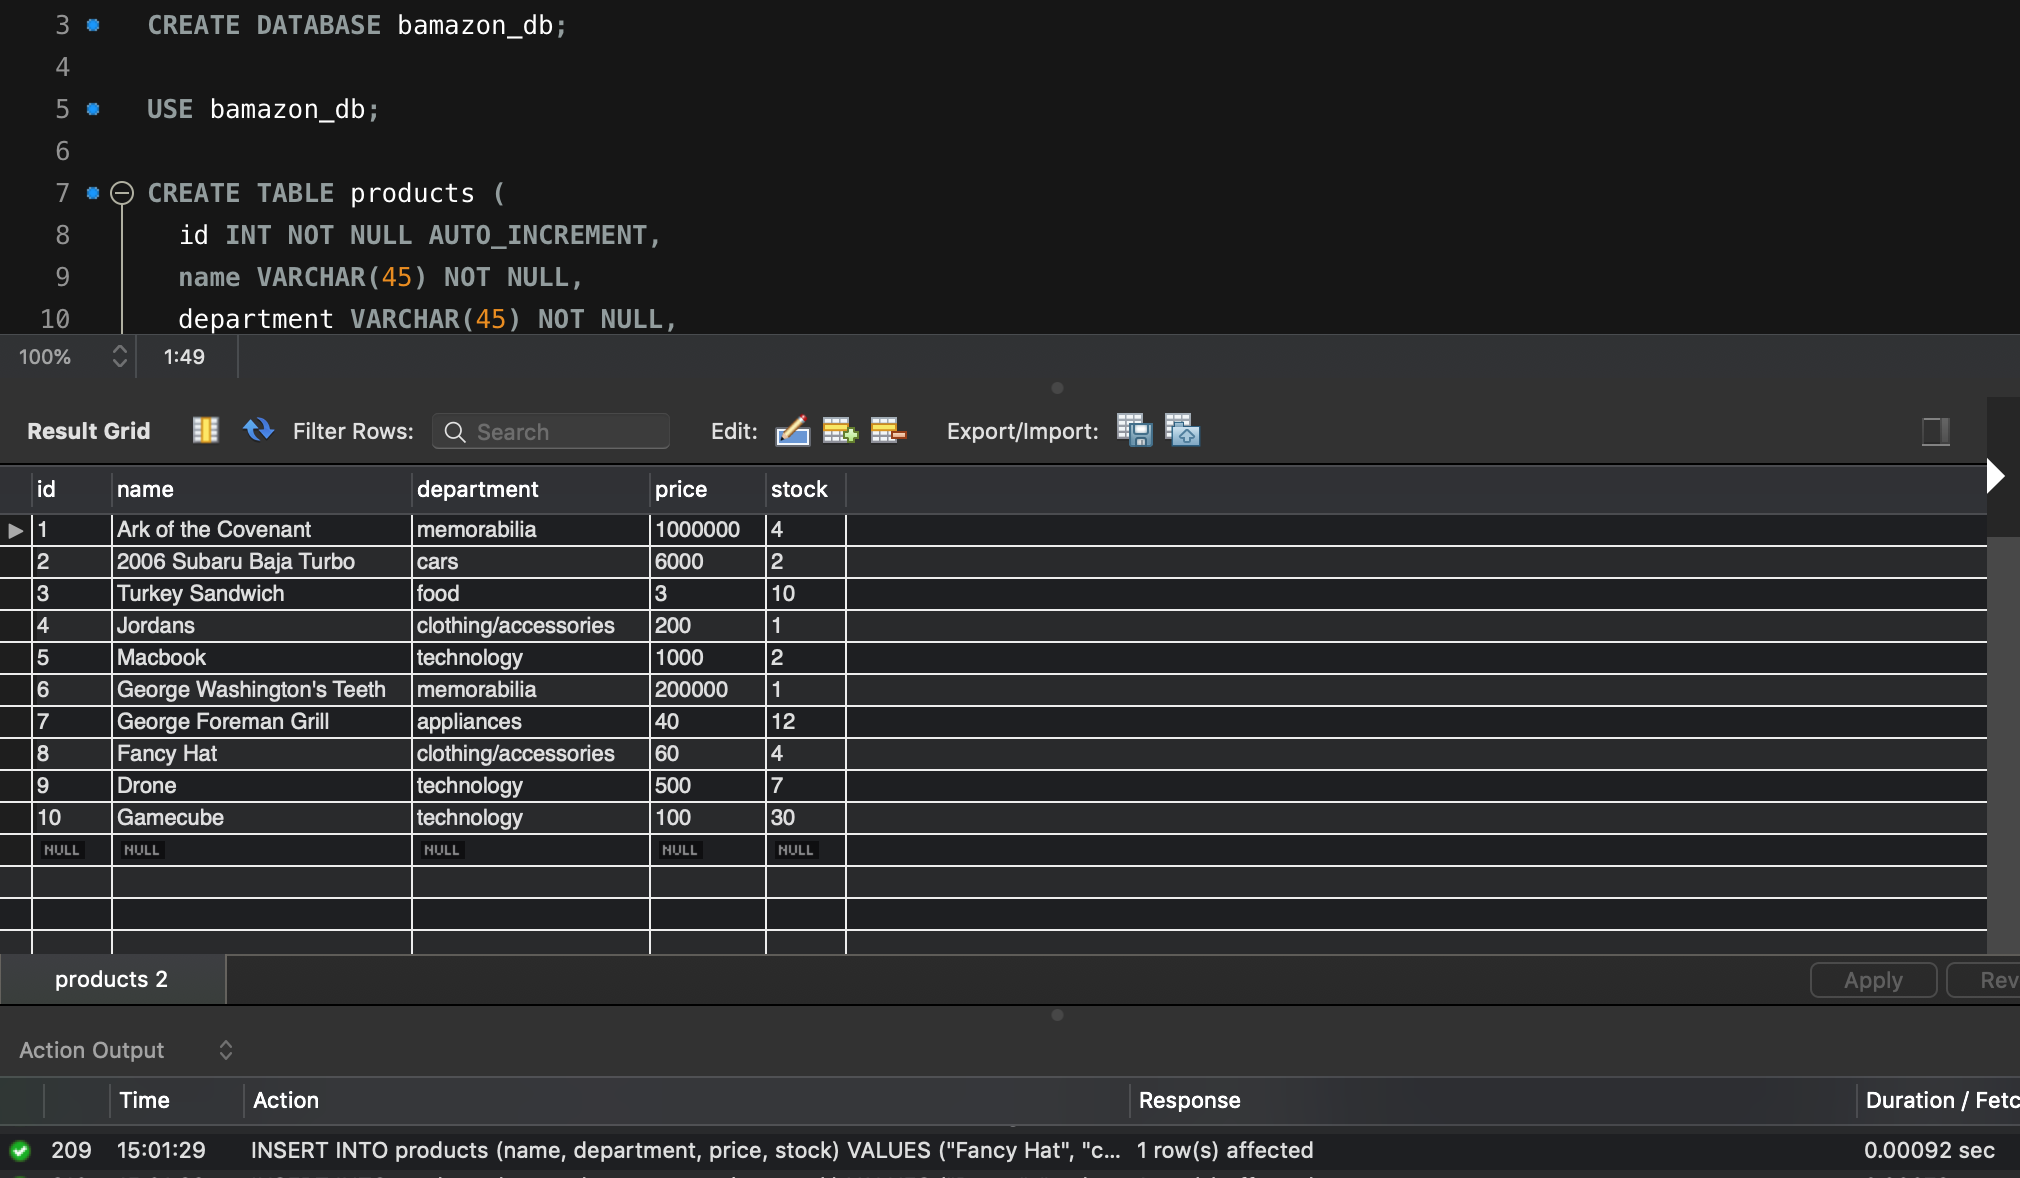 3 CREATE DATABASE bamazon_db;
4
5 USE bamazon_db;
6
7 CREATE TABLE products (
8 id INT NOT NULL AUTO_INCREMENT,
9 name VARCHAR(45) NOT NULL,
10 department VARCHAR(45) NOT NULL,
100% 1:49
Result Grid Filter Rows: Search Edit: Export/Import:
id name department price stock
1 Ark of the Covenant memorabilia 1000000 4
2 2006 Subaru Baja Turbo cars 6000 2
3 Turkey Sandwich food 3 10
4 Jordans clothing/accessories 200 1
5 Macbook technology 1000 2
6 George Washington's Teeth memorabilia 200000 1
7 George Foreman Grill appliances 40 12
8 Fancy Hat clothing/accessories 60 4
9 Drone technology 500 7
10 Gamecube technology 100 30
NULL NULL NULL NULL NULL
products 2 Apply Rev
Action Output
Time Action Response Duration / Fetc
209 15:01:29 INSERT INTO products (name, department, price, stock) VALUES ("Fancy Hat", "c... 1 row(s) affected 0.00092 sec